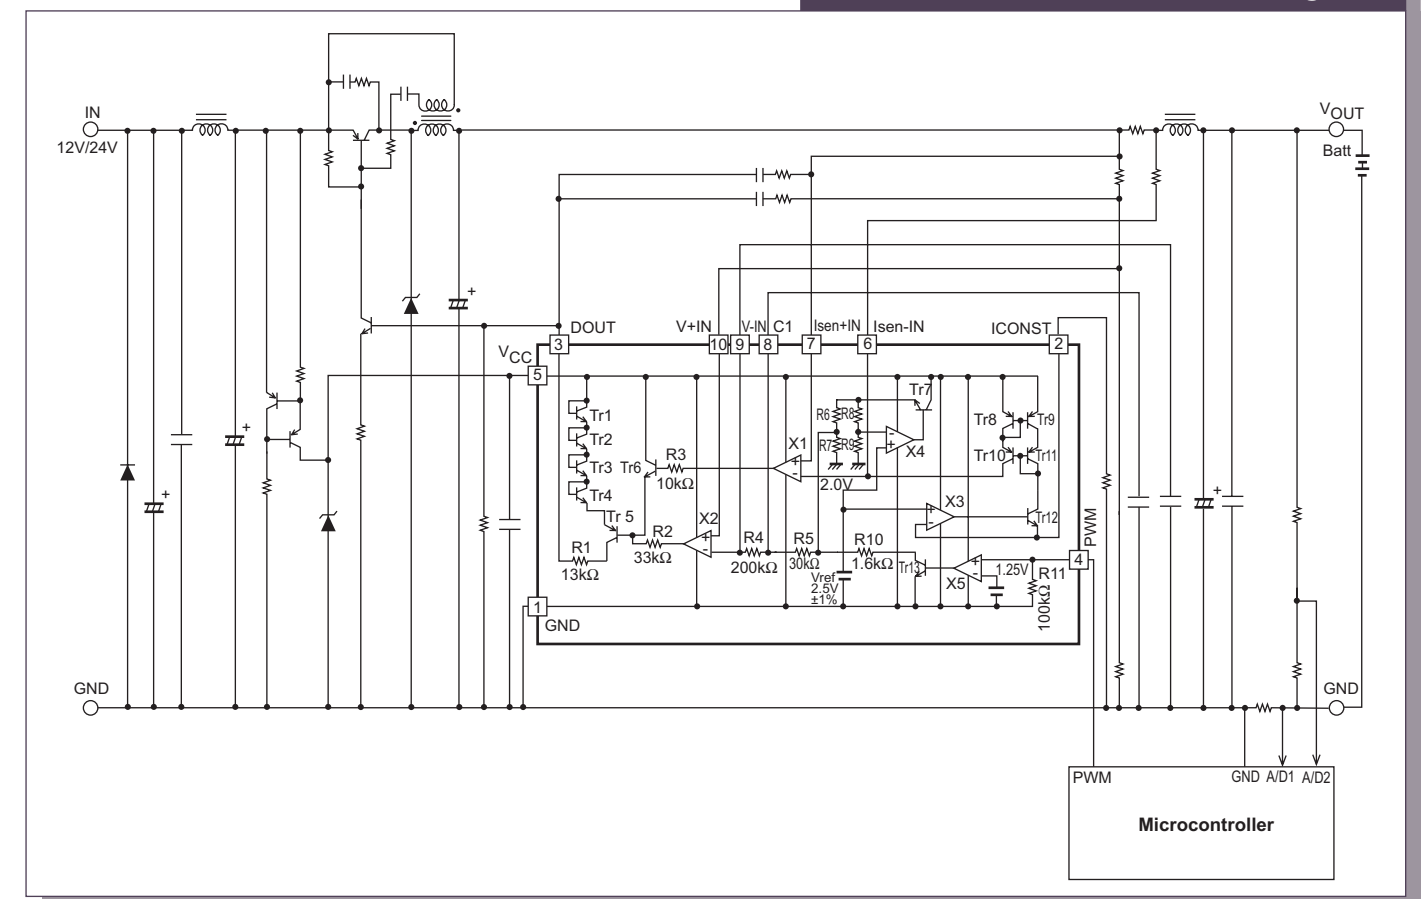 IN
12V/24V
VOUT
Batt
+
+
+
+
DOUT
V+IN
V-IN
C1
Isen+IN
Isen-IN
ICONST
3
10
9
8
7
6
2
VCC
5
Tr1
Tr2
Tr3
Tr4
Tr 5
Tr6
R3
10kΩ
X1
+
-
R6
R8
R7
R9
2.0V
Tr7
-
+
X4
Tr8
Tr9
Tr10
Tr11
Tr12
X3
+
-
R1
13kΩ
R2
33kΩ
X2
+
-
R4
200kΩ
R5
30kΩ
R10
1.6kΩ
Tr13
X5
+
-
1.25V
R11
100kΩ
PWM
4
Vref
2.5V
±1%
1
GND
GND
GND
PWM
GND A/D1 A/D2
Microcontroller